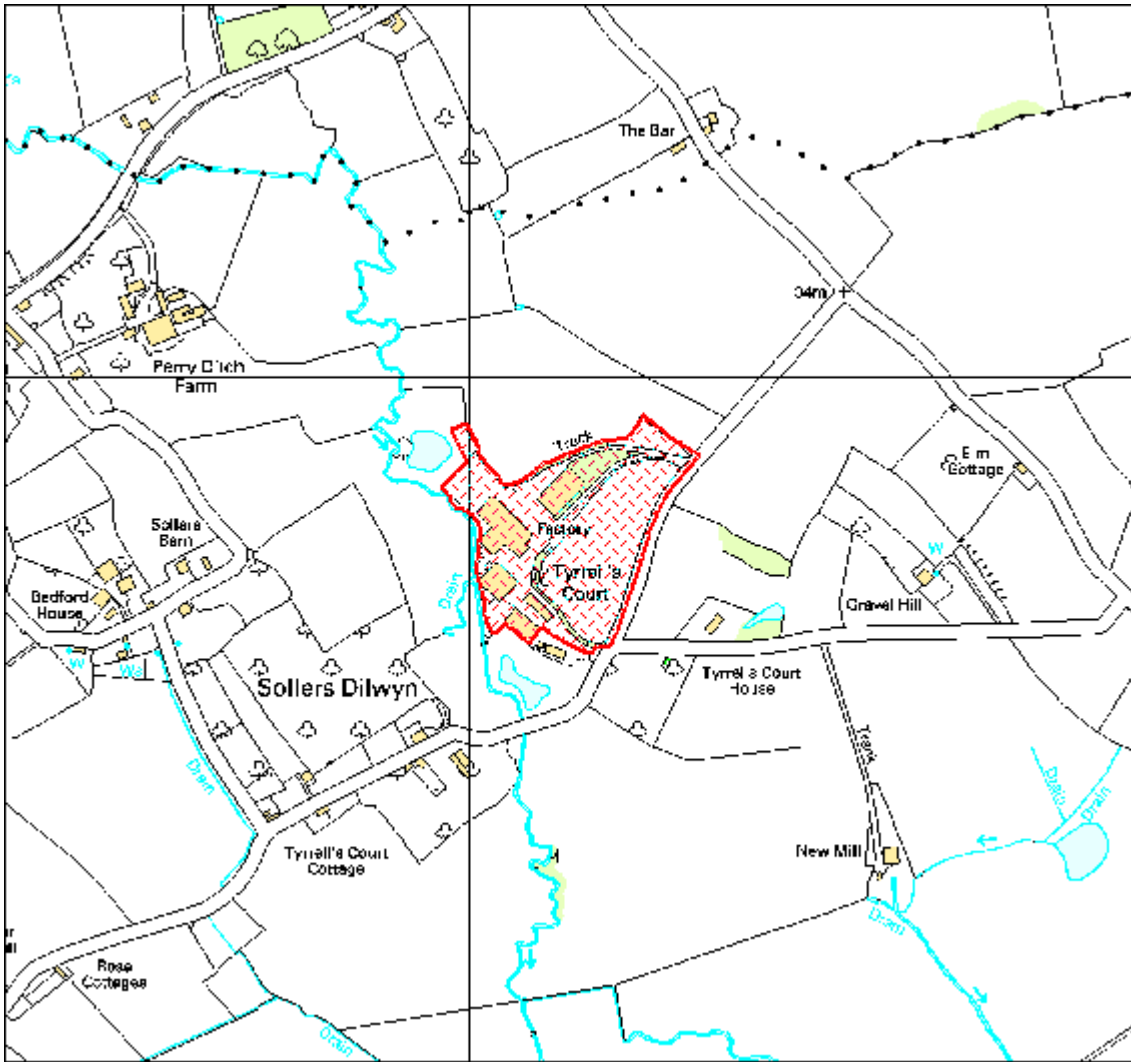 The Bar
94m
Perry Ditch
Farm
Track
Elm
Cottage
Sollers
Barn
Factory
W
Tyrrell's
Court
Drain
Bedford
House
Gravel Hill
W
Tyrrell's Court
House
Sollers Dilwyn
Drain
Track
Drain
Drain
New Mill
Tyrrell's Court
Cottage
Drain
Rose
Cottages
Drain